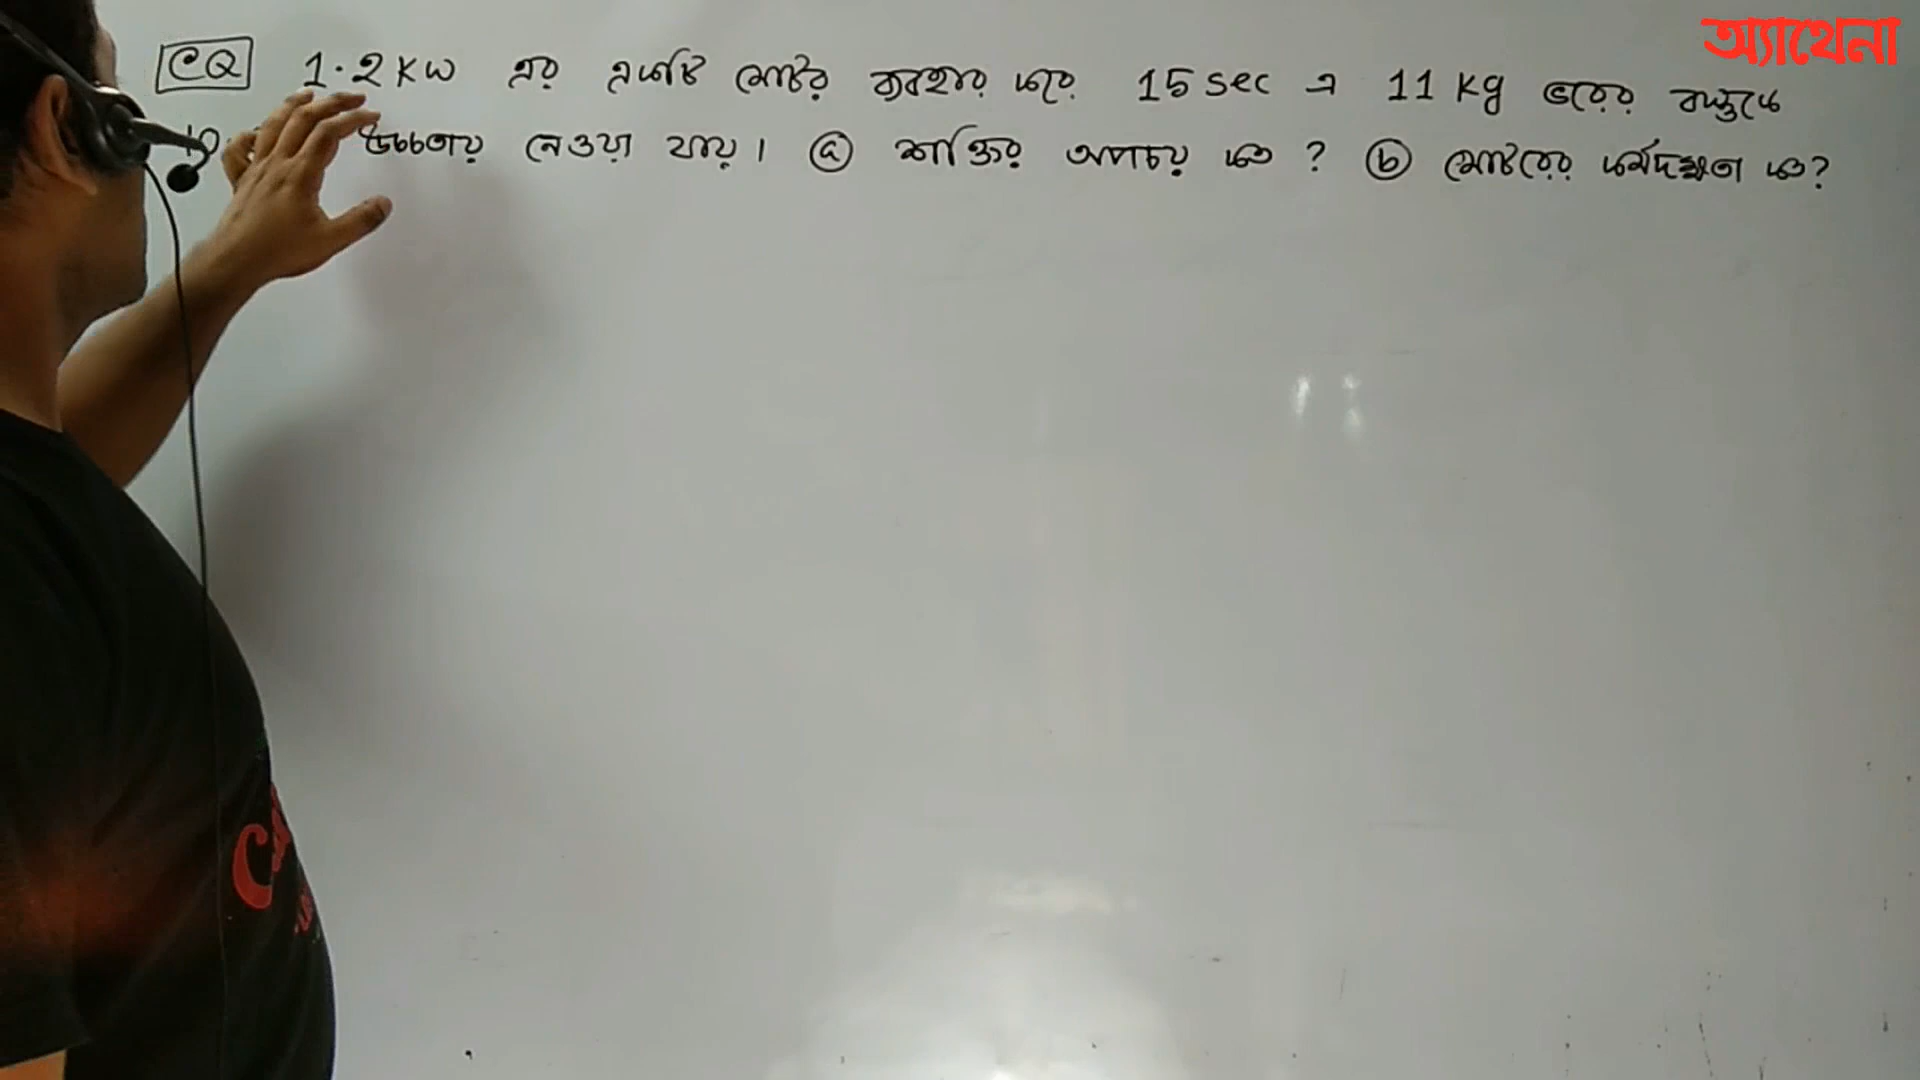 অ্যাথেনা
CQ 1.2 KW এর একটি মোটর ব্যবহার করে 15 sec এ 11 kg ভরের বস্তুকে
উচ্চতায় নেওয়া যায়। ⓐ শক্তির অপচয় কত ? ⓑ মোটরের কর্মদক্ষতা কত?